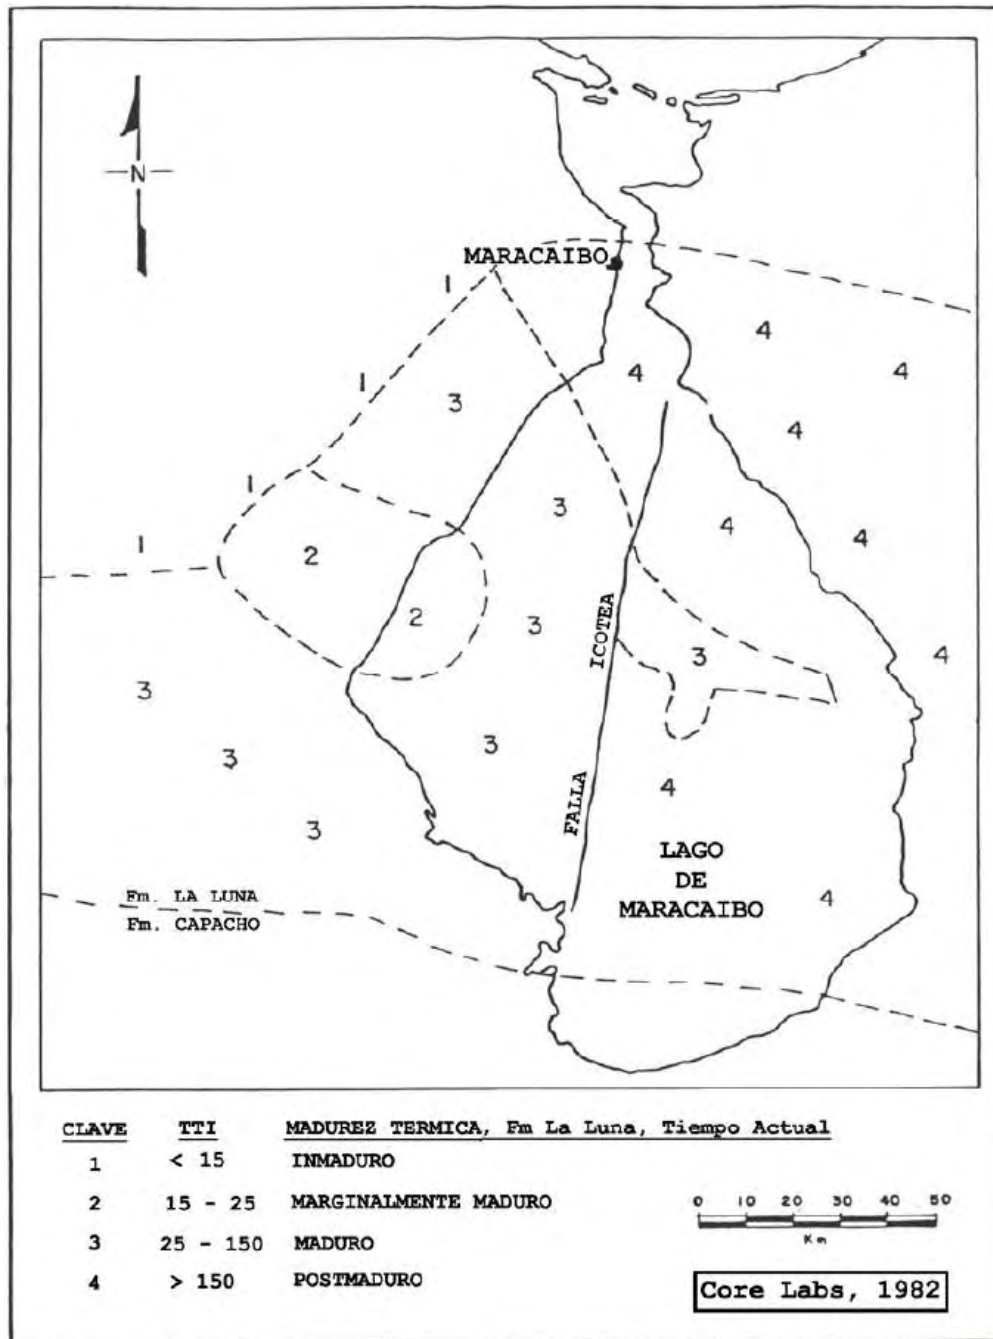 N
MARACAIBO
1
4
4
1
4
3
4
1
3
4
4
1
2
2
3
ICOTEA
3
4
3
3
3
FALLA
4
3
LAGO
DE
MARACAIBO
4
Fm. LA LUNA
Fm. CAPACHO
CLAVE TTI MADUREZ TERMICA, Fm La Luna, Tiempo Actual
1 < 15 INMADURO
2 15 - 25 MARGINALMENTE MADURO
3 25 - 150 MADURO
4 > 150 POSTMADURO
0 10 20 30 40 50
Km
Core Labs, 1982